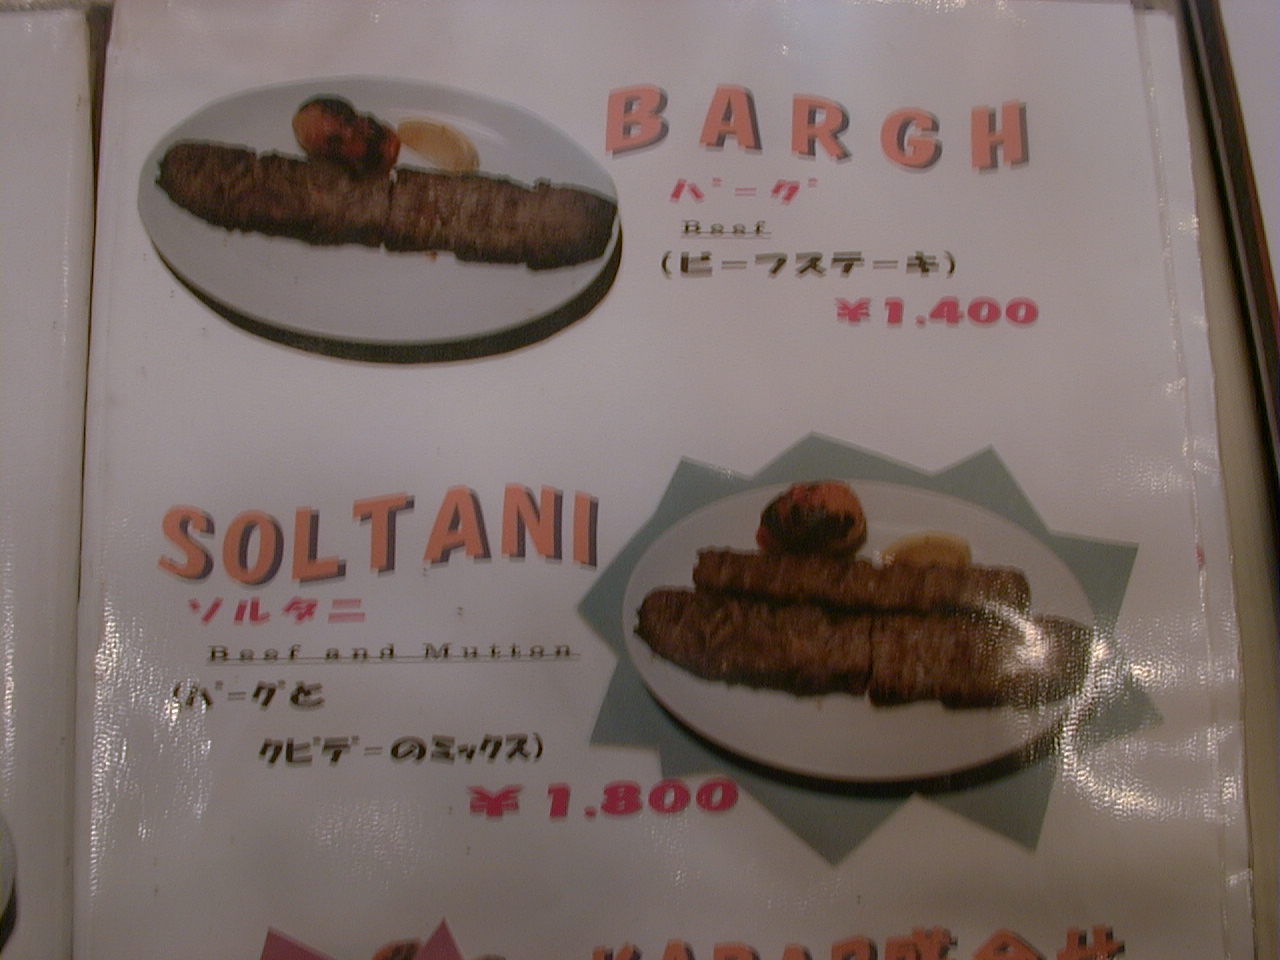 BARGH
バーグ
Beef
(ビーフステーキ)
¥1.400
SOLTANI
ソルタニ
Beef and Mutton
(バーグと
クビデーのミックス)
¥1.800